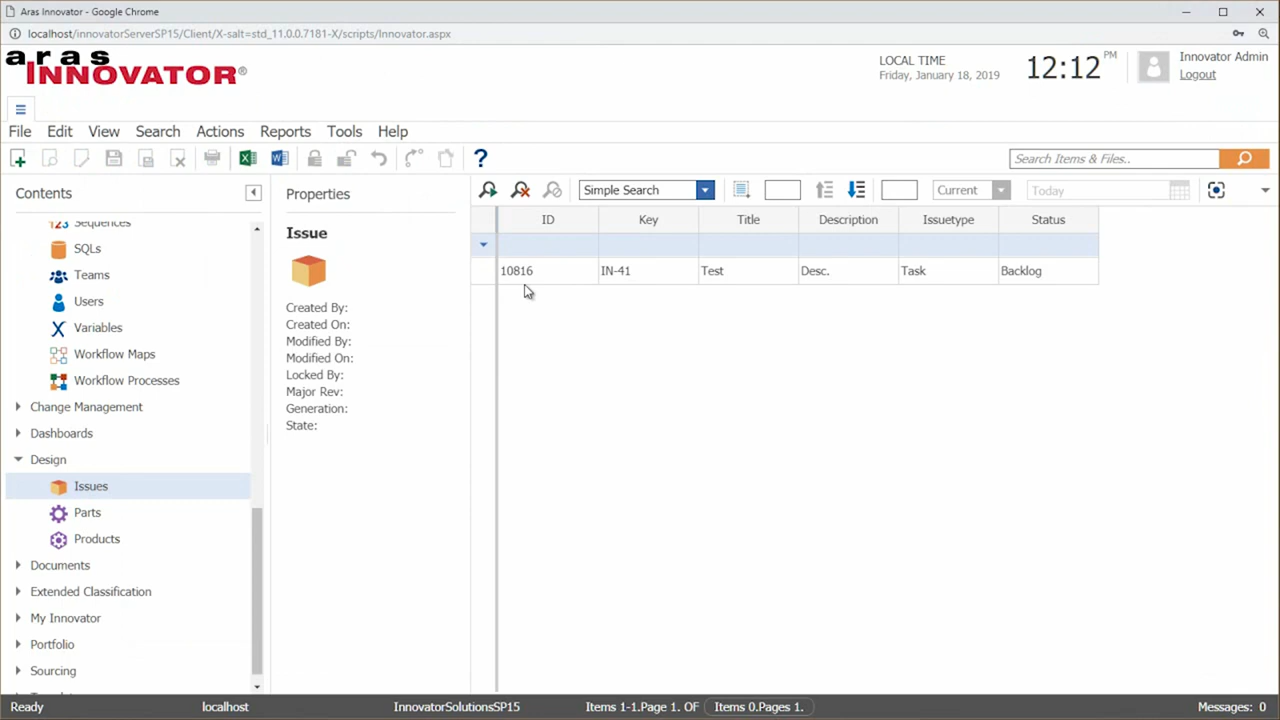 Aras Innovator - Google Chrome
localhost/innovatorServerSP15/Client/X-salt=std_11.0.0.7181-X/scripts/Innovator.aspx
aras
INNOVATOR®
LOCAL TIME
Friday, January 18, 2019
12:12 PM
Innovator Admin
Logout
File Edit View Search Actions Reports Tools Help
Search Items & Files..
Contents
Sequences
SQLs
Teams
Users
Variables
Workflow Maps
Workflow Processes
Change Management
Dashboards
Design
Issues
Parts
Products
Documents
Extended Classification
My Innovator
Portfolio
Sourcing
Properties
Issue
Created By:
Created On:
Modified By:
Modified On:
Locked By:
Major Rev:
Generation:
State:
Simple Search Current Today
ID Key Title Description Issuetype Status
10816 IN-41 Test Desc. Task Backlog
Ready localhost InnovatorSolutionsSP15 Items 1-1.Page 1. OF Items 0.Pages 1. Messages: 0